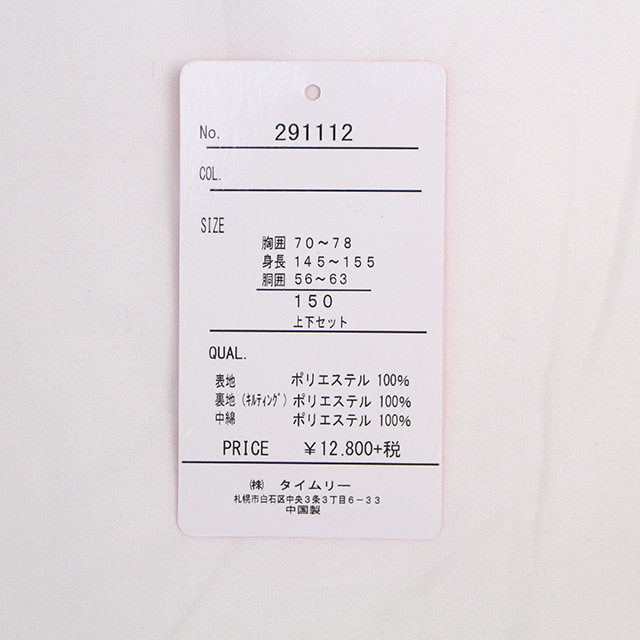 No. 291112
COL.
SIZE
胸囲 70～78
身長 145～155
胴囲 56～63
150
上下セット
QUAL.
表地 ポリエステル 100%
裏地（ｷﾙﾃｨﾝｸﾞ）ポリエステル 100%
中綿 ポリエステル 100%
PRICE ￥12.800+税
㈱ タイムリー
札幌市白石区中央3条3丁目6－33
中国製